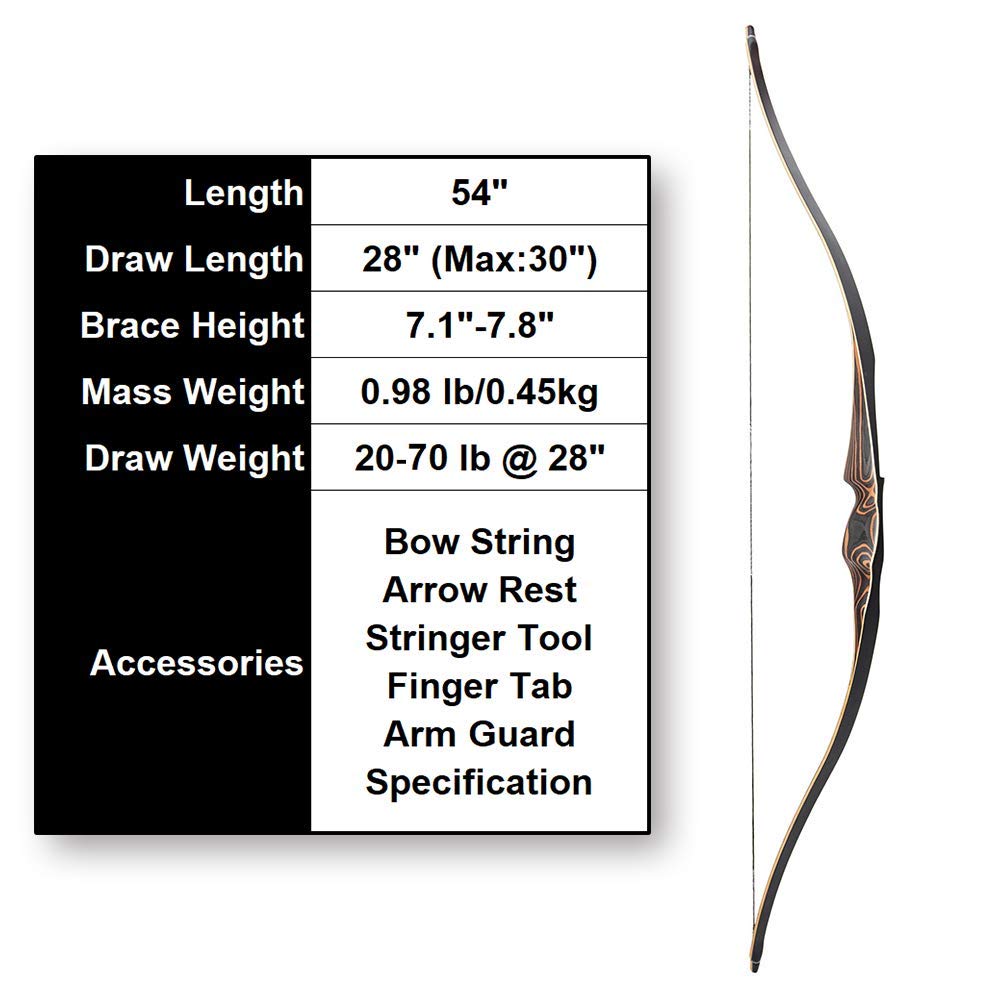 Length 54"
Draw Length 28" (Max:30")
Brace Height 7.1"-7.8"
Mass Weight 0.98 lb/0.45kg
Draw Weight 20-70 lb @ 28"
Accessories
Bow String
Arrow Rest
Stringer Tool
Finger Tab
Arm Guard
Specification